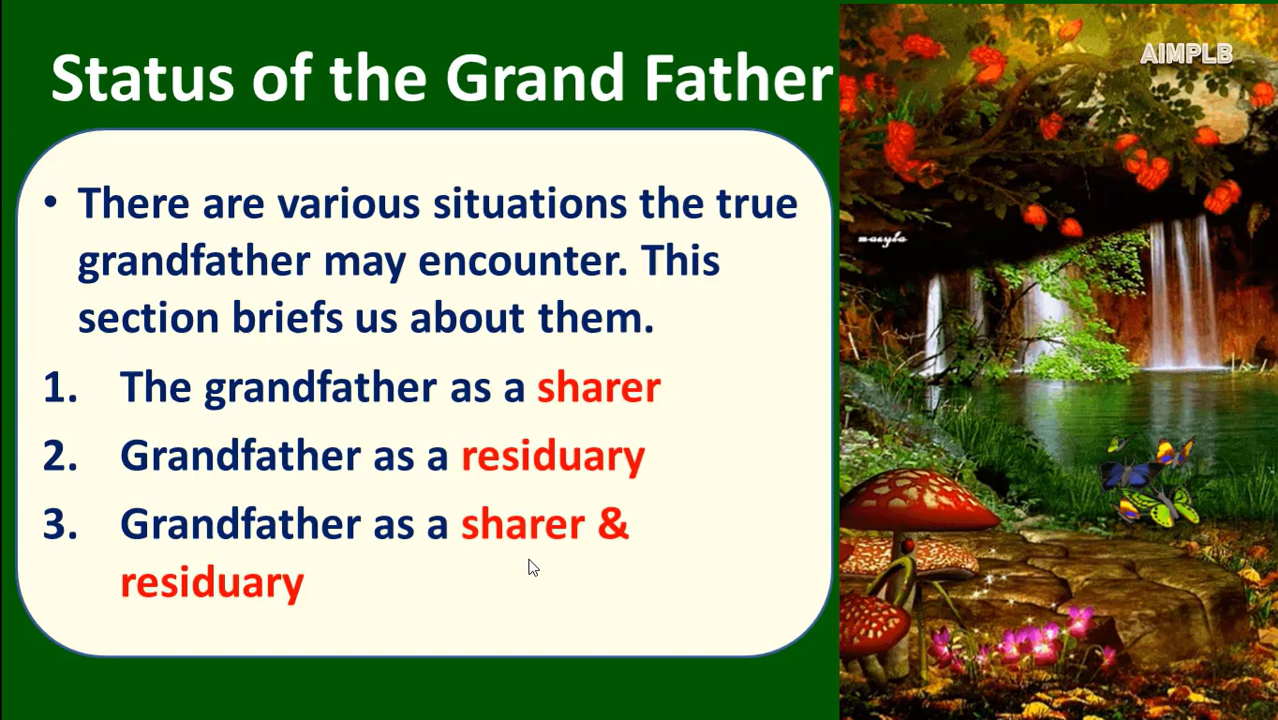 Status of the Grand Father
AIMPLB
• There are various situations the true
grandfather may encounter. This
section briefs us about them.
1. The grandfather as a sharer
2. Grandfather as a residuary
3. Grandfather as a sharer &
residuary